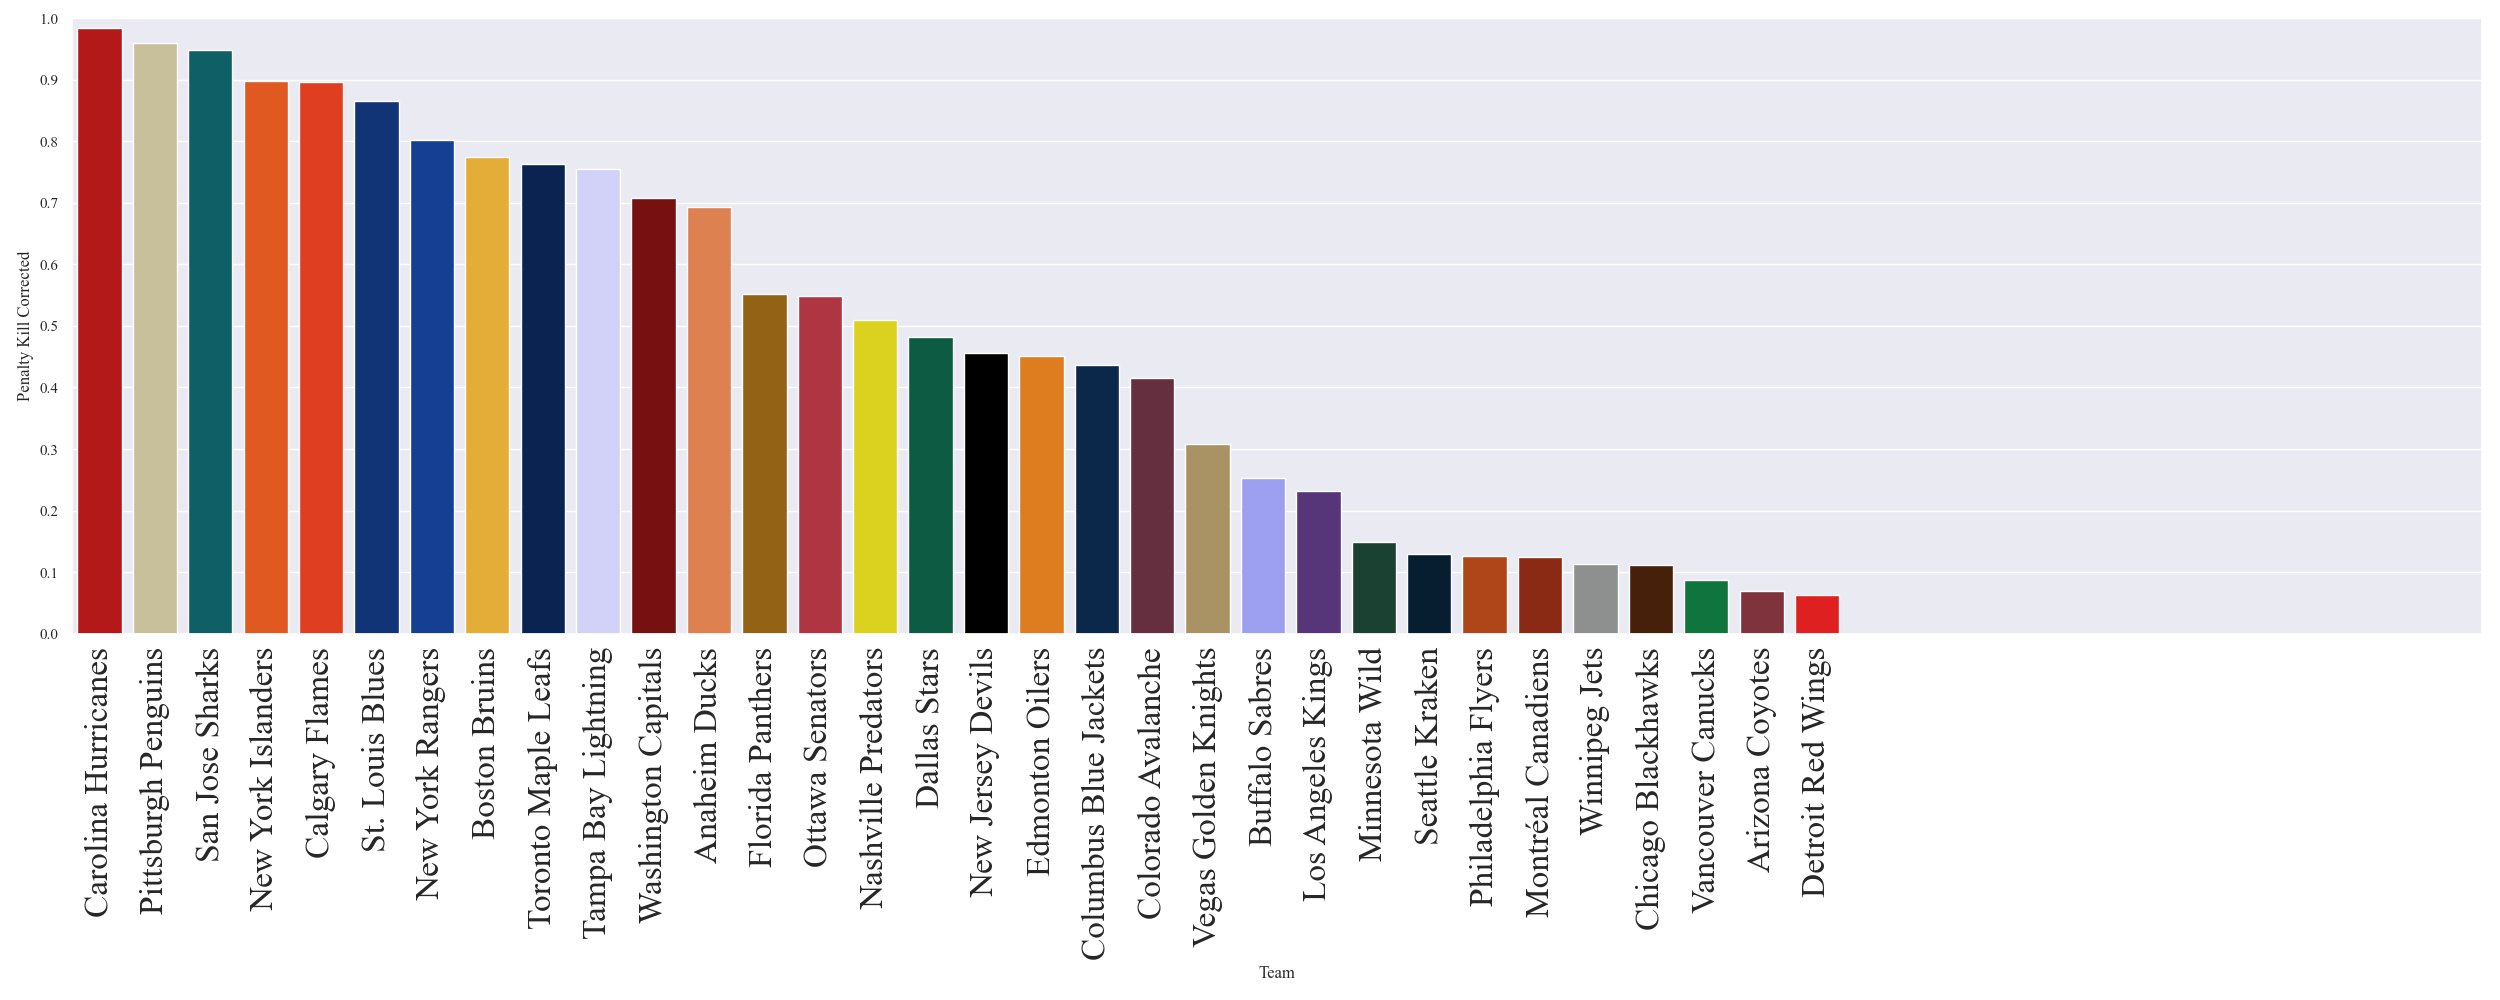 1.0
0.9
0.8
0.7
0.6
0.5
0.4
0.3
0.2
0.1
0.0
Penalty Kill Corrected
Carolina Hurricanes
Pittsburgh Penguins
San Jose Sharks
New York Islanders
Calgary Flames
St. Louis Blues
New York Rangers
Boston Bruins
Toronto Maple Leafs
Tampa Bay Lightning
Washington Capitals
Anaheim Ducks
Florida Panthers
Ottawa Senators
Nashville Predators
Dallas Stars
New Jersey Devils
Edmonton Oilers
Columbus Blue Jackets
Colorado Avalanche
Vegas Golden Knights
Buffalo Sabres
Los Angeles Kings
Minnesota Wild
Seattle Kraken
Philadelphia Flyers
Montréal Canadiens
Winnipeg Jets
Chicago Blackhawks
Vancouver Canucks
Arizona Coyotes
Detroit Red Wings
Team